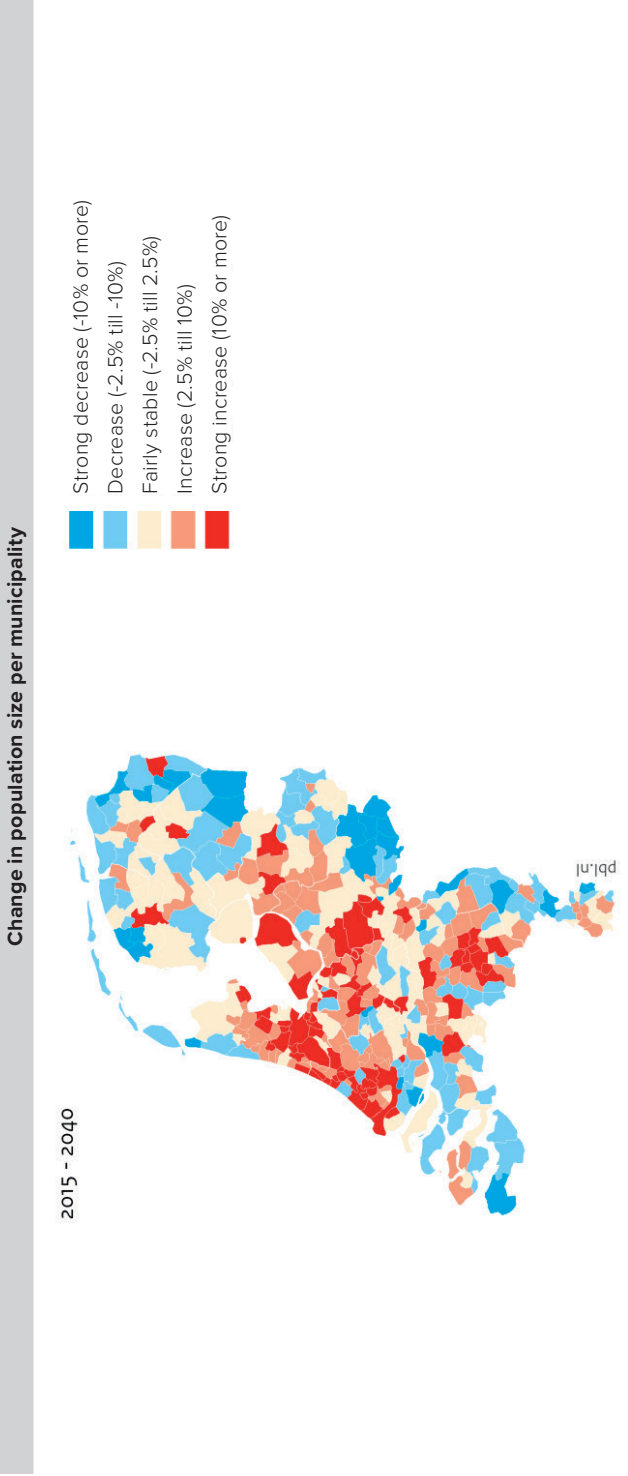 Change in population size per municipality
2015 - 2040
Strong decrease (-10% or more)
Decrease (-2.5% till -10%)
Fairly stable (-2.5% till 2.5%)
Increase (2.5% till 10%)
Strong increase (10% or more)
pbl.nl